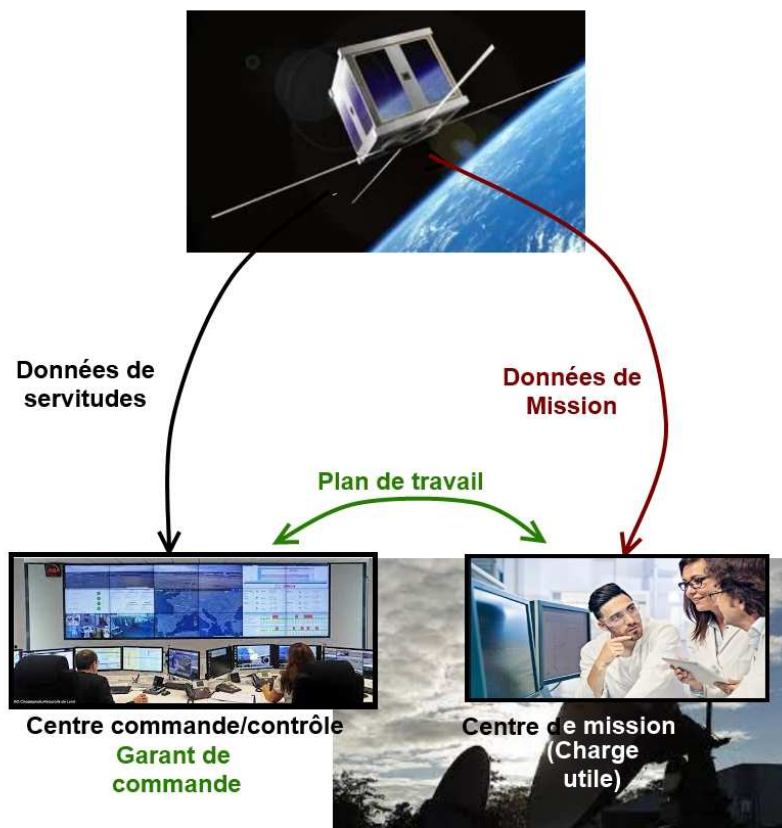 Données de
servitudes
Données de
Mission
Plan de travail
Centre commande/contrôle
Garant de
commande
Centre de mission
(Charge
utile)